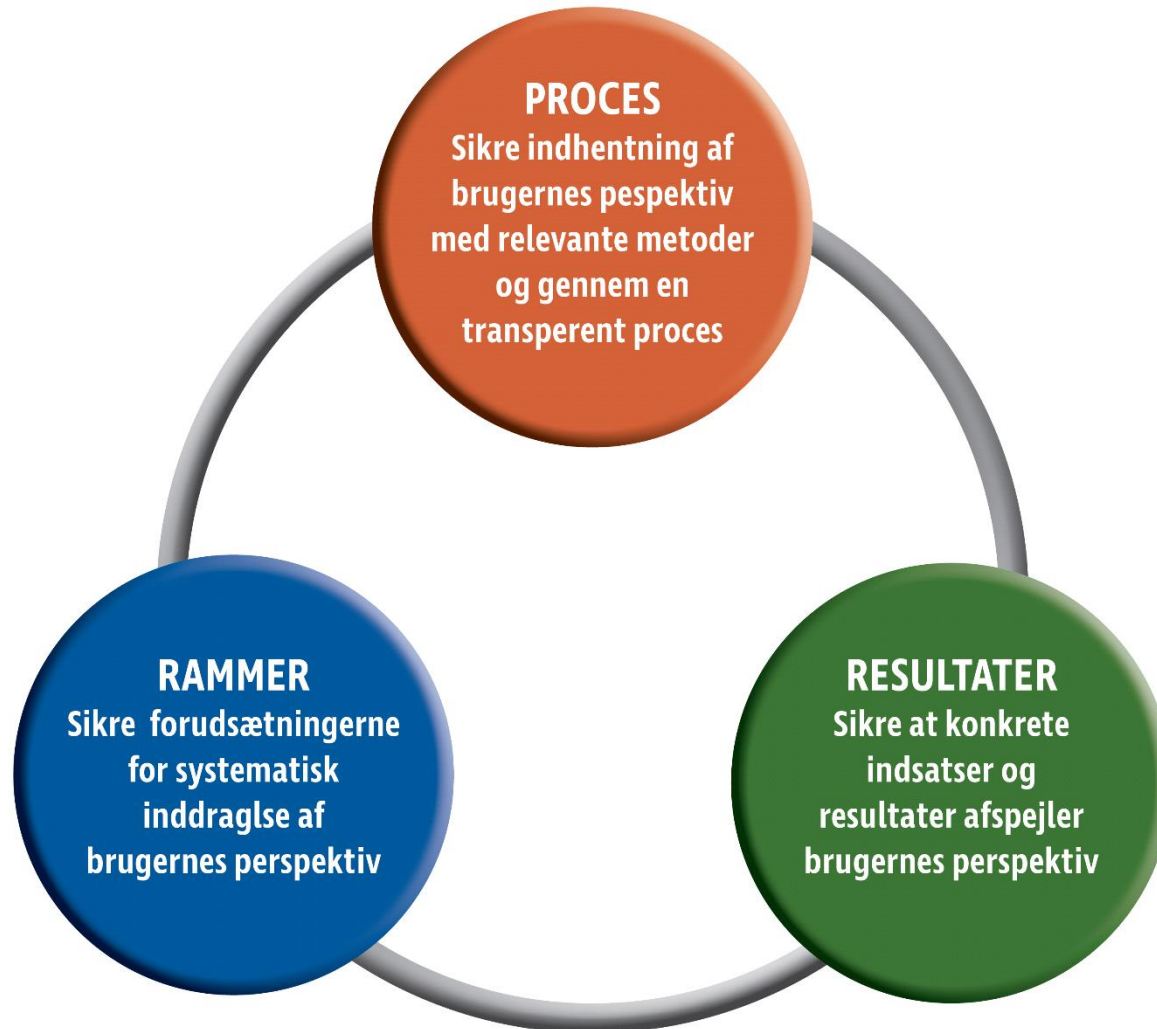 PROCES
Sikre indhentning af
brugernes pespektiv
med relevante metoder
og gennem en
transperent proces
RAMMER
Sikre forudsætningerne
for systematisk
inddraglse af
brugernes perspektiv
RESULTATER
Sikre at konkrete
indsatser og
resultater afspejler
brugernes perspektiv